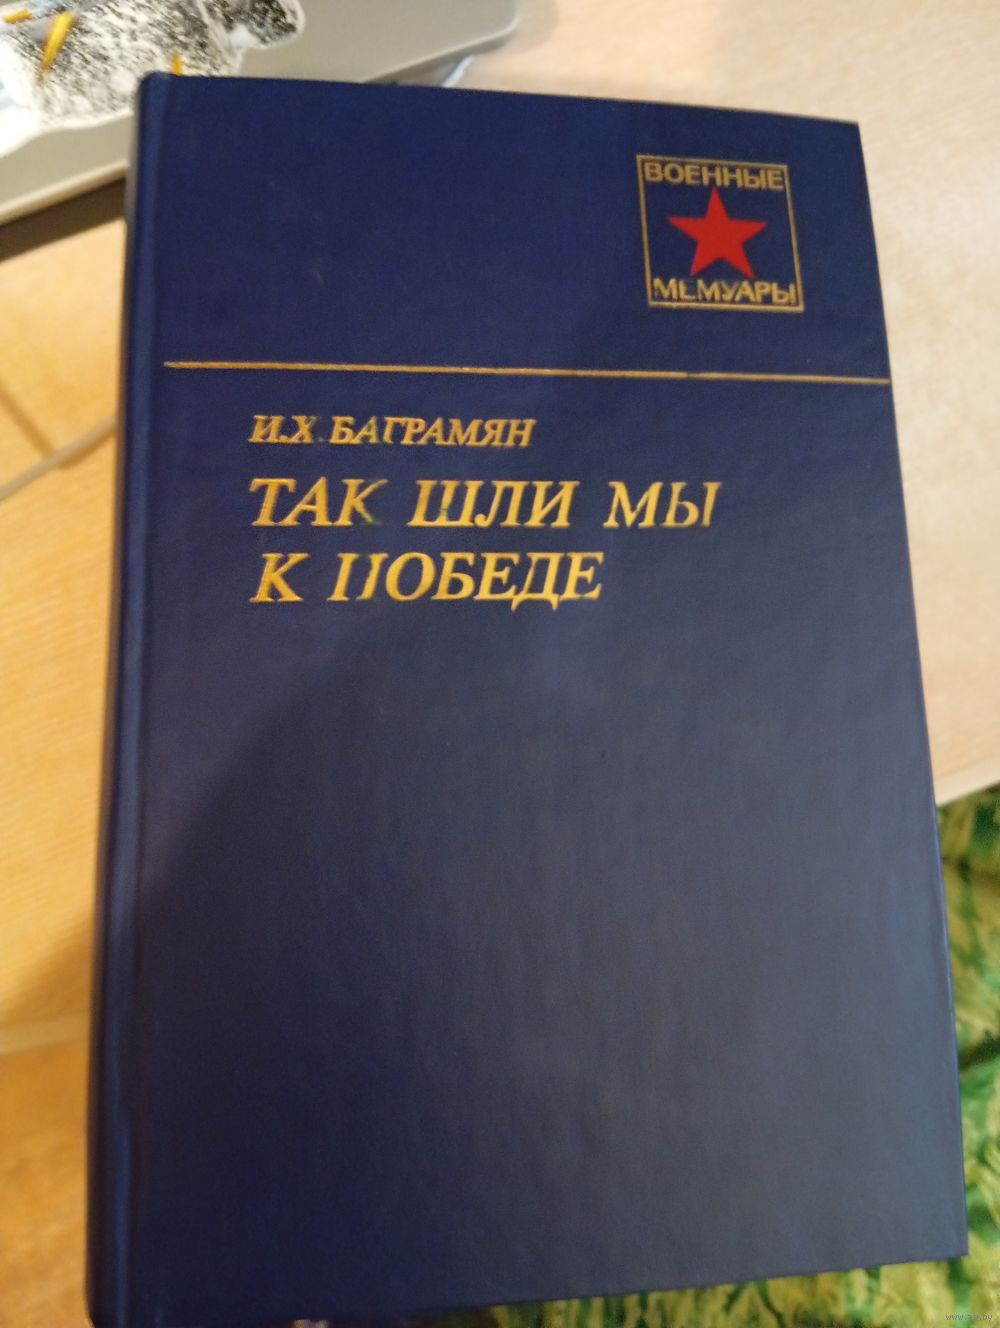 ВОЕННЫЕ
МЕМУАРЫ
И.Х.БАГРАМЯН
ТАК ШЛИ МЫ
К ПОБЕДЕ